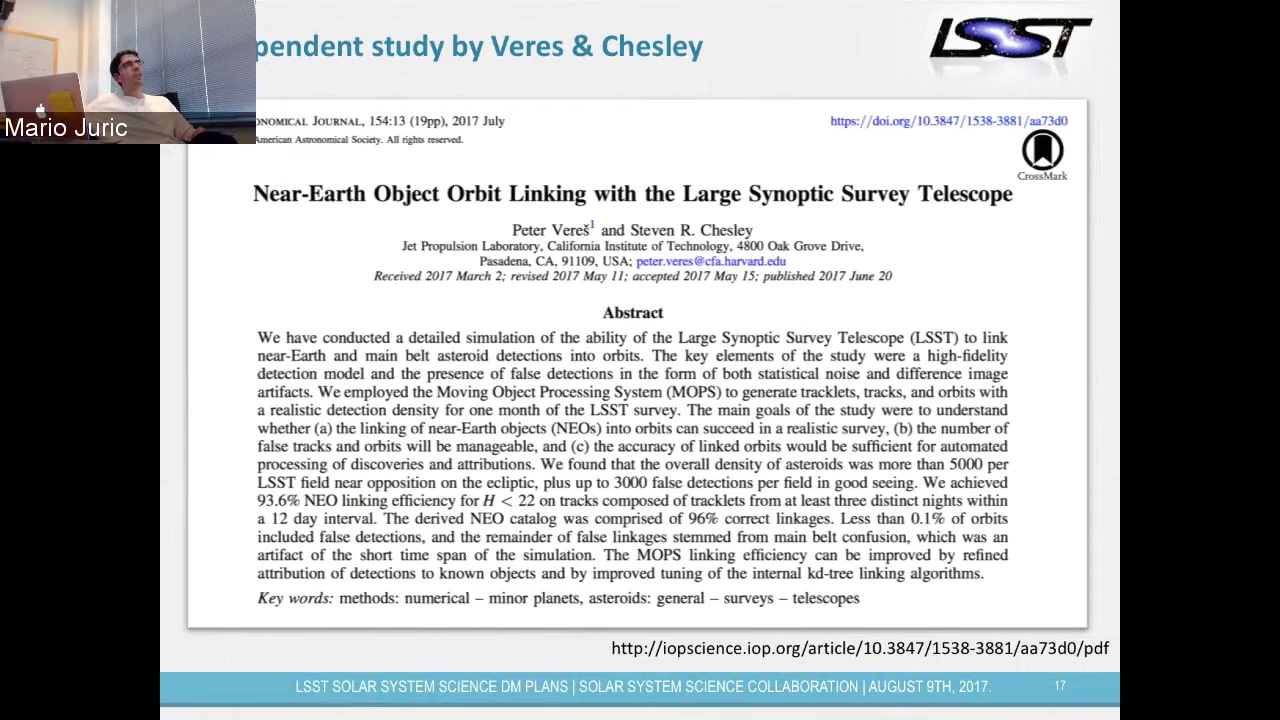 pendent study by Veres & Chesley
LSST
Mario Juric
ONOMICAL JOURNAL, 154:13 (19pp), 2017 July
https://doi.org/10.3847/1538-3881/aa73d0
American Astronomical Society. All rights reserved.
CrossMark
Near-Earth Object Orbit Linking with the Large Synoptic Survey Telescope
Peter Vereš1 and Steven R. Chesley
Jet Propulsion Laboratory, California Institute of Technology, 4800 Oak Grove Drive,
Pasadena, CA, 91109, USA; peter.veres@cfa.harvard.edu
Received 2017 March 2; revised 2017 May 11; accepted 2017 May 15; published 2017 June 20
Abstract
We have conducted a detailed simulation of the ability of the Large Synoptic Survey Telescope (LSST) to link
near-Earth and main belt asteroid detections into orbits. The key elements of the study were a high-fidelity
detection model and the presence of false detections in the form of both statistical noise and difference image
artifacts. We employed the Moving Object Processing System (MOPS) to generate tracklets, tracks, and orbits with
a realistic detection density for one month of the LSST survey. The main goals of the study were to understand
whether (a) the linking of near-Earth objects (NEOs) into orbits can succeed in a realistic survey, (b) the number of
false tracks and orbits will be manageable, and (c) the accuracy of linked orbits would be sufficient for automated
processing of discoveries and attributions. We found that the overall density of asteroids was more than 5000 per
LSST field near opposition on the ecliptic, plus up to 3000 false detections per field in good seeing. We achieved
93.6% NEO linking efficiency for H < 22 on tracks composed of tracklets from at least three distinct nights within
a 12 day interval. The derived NEO catalog was comprised of 96% correct linkages. Less than 0.1% of orbits
included false detections, and the remainder of false linkages stemmed from main belt confusion, which was an
artifact of the short time span of the simulation. The MOPS linking efficiency can be improved by refined
attribution of detections to known objects and by improved tuning of the internal kd-tree linking algorithms.
Key words: methods: numerical – minor planets, asteroids: general – surveys – telescopes
http://iopscience.iop.org/article/10.3847/1538-3881/aa73d0/pdf
LSST SOLAR SYSTEM SCIENCE DM PLANS | SOLAR SYSTEM SCIENCE COLLABORATION | AUGUST 9TH, 2017.
17